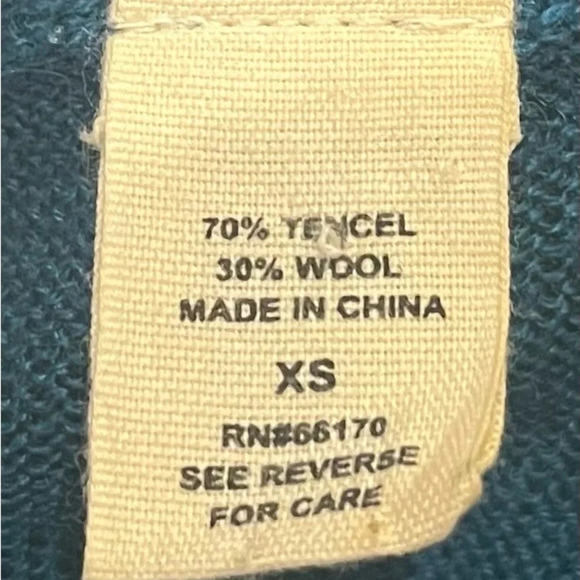 70% TENCEL
30% WOOL
MADE IN CHINA
XS
RN#66170
SEE REVERSE
FOR CARE